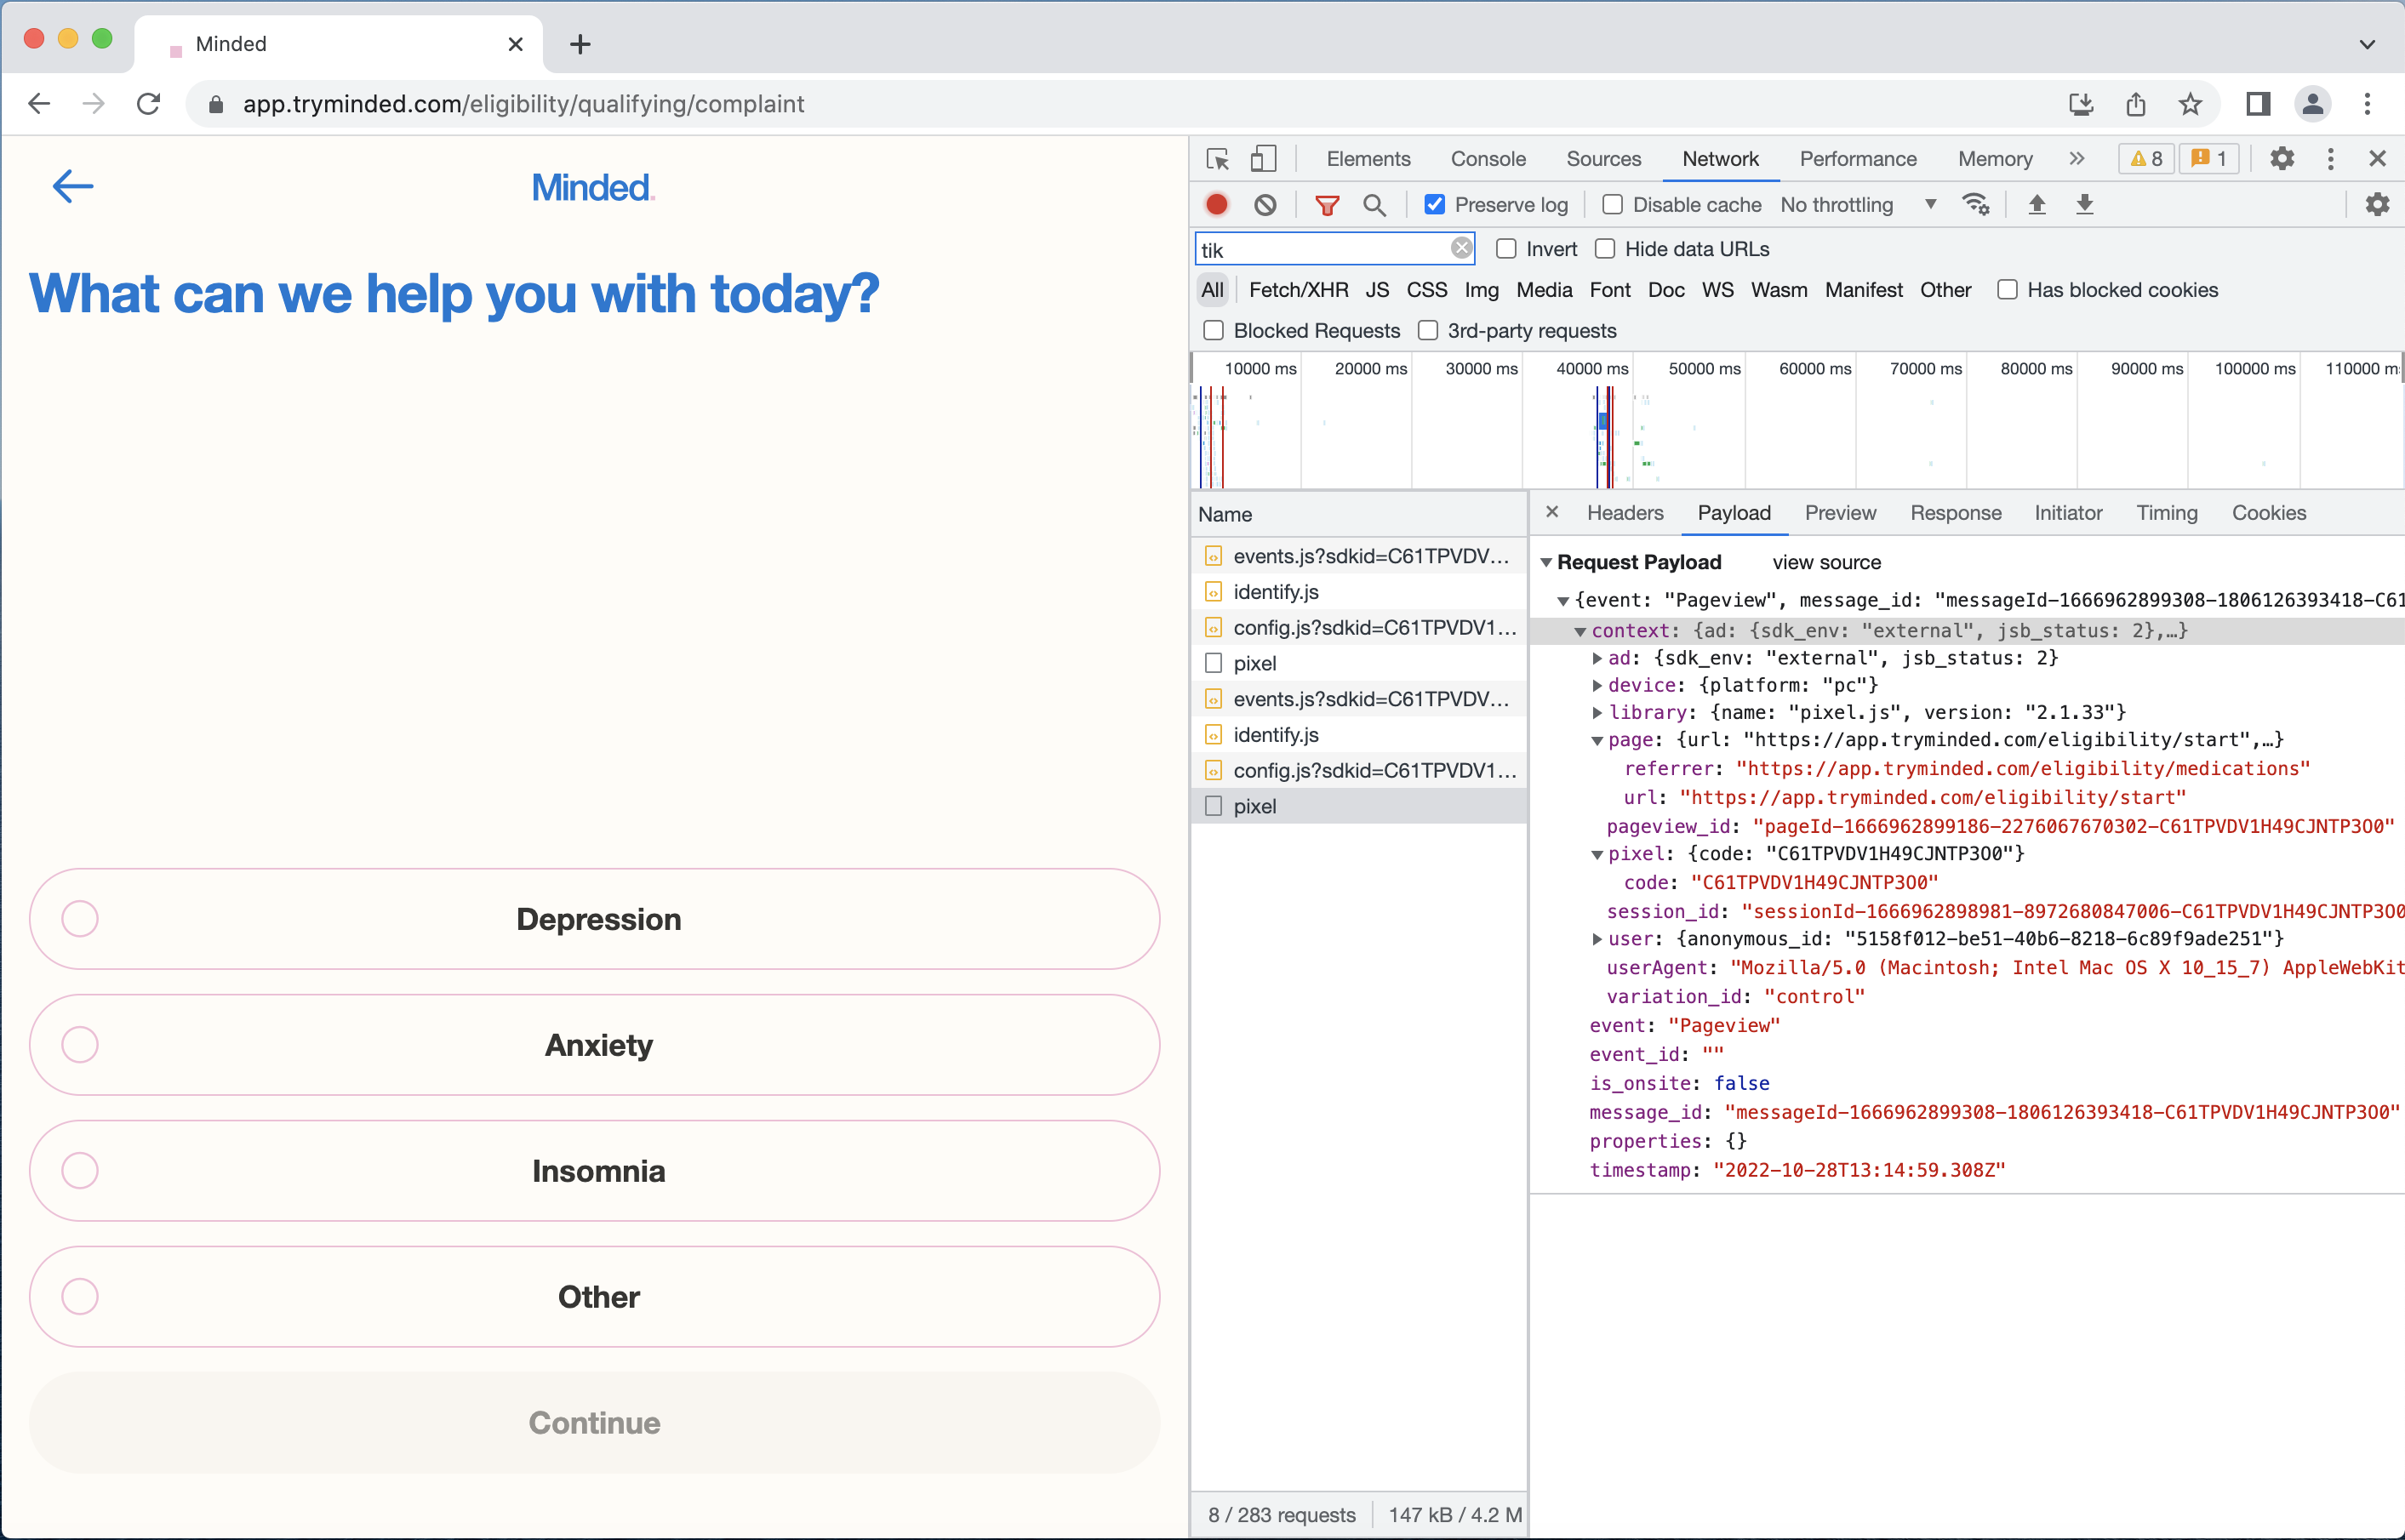 Minded
app.tryminded.com/eligibility/qualifying/complaint
Minded.
What can we help you with today?
Depression
Anxiety
Insomnia
Other
Continue
Elements Console Sources Network Performance Memory 8 1
Preserve log Disable cache No throttling
tik Invert Hide data URLs
All Fetch/XHR JS CSS Img Media Font Doc WS Wasm Manifest Other Has blocked cookies
Blocked Requests 3rd-party requests
10000 ms 20000 ms 30000 ms 40000 ms 50000 ms 60000 ms 70000 ms 80000 ms 90000 ms 100000 ms 110000 m
Name
events.js?sdkid=C61TPVDV…
identify.js
config.js?sdkid=C61TPVDV1…
pixel
events.js?sdkid=C61TPVDV…
identify.js
config.js?sdkid=C61TPVDV1…
pixel
8 / 283 requests 147 kB / 4.2 M
Headers Payload Preview Response Initiator Timing Cookies
Request Payload view source
{event: "Pageview", message_id: "messageId-1666962899308-1806126393418-C61
context: {ad: {sdk_env: "external", jsb_status: 2},…}
ad: {sdk_env: "external", jsb_status: 2}
device: {platform: "pc"}
library: {name: "pixel.js", version: "2.1.33"}
page: {url: "https://app.tryminded.com/eligibility/start",…}
referrer: "https://app.tryminded.com/eligibility/medications"
url: "https://app.tryminded.com/eligibility/start"
pageview_id: "pageId-1666962899186-2276067670302-C61TPVDV1H49CJNTP3O0"
pixel: {code: "C61TPVDV1H49CJNTP3O0"}
code: "C61TPVDV1H49CJNTP3O0"
session_id: "sessionId-1666962898981-8972680847006-C61TPVDV1H49CJNTP3O0
user: {anonymous_id: "5158f012-be51-40b6-8218-6c89f9ade251"}
userAgent: "Mozilla/5.0 (Macintosh; Intel Mac OS X 10_15_7) AppleWebKit
variation_id: "control"
event: "Pageview"
event_id: ""
is_onsite: false
message_id: "messageId-1666962899308-1806126393418-C61TPVDV1H49CJNTP3O0"
properties: {}
timestamp: "2022-10-28T13:14:59.308Z"